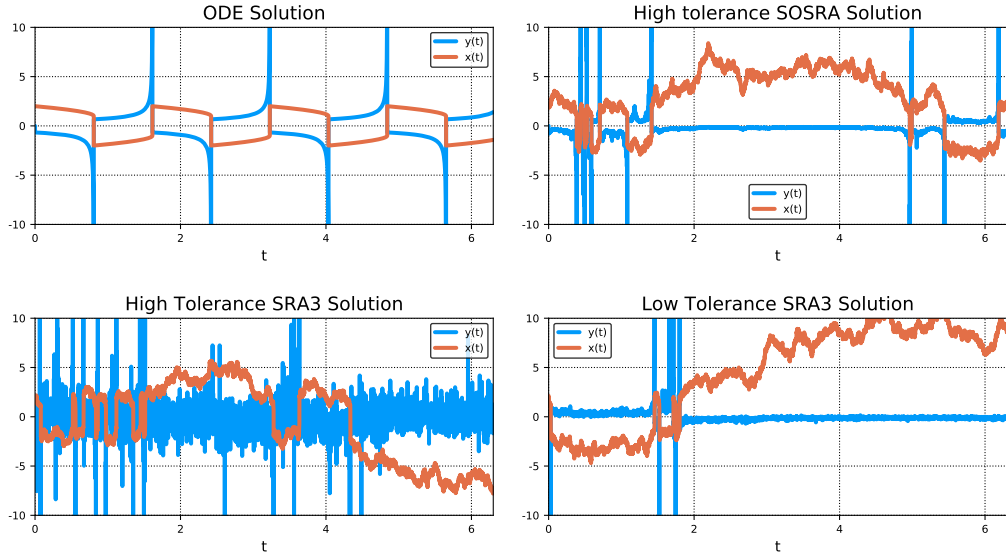 ODE Solution
10
5
0
-5
-10
y(t)
x(t)
0
2
4
6
t
High tolerance SOSRA Solution
10
5
0
-5
-10
y(t)
x(t)
0
2
4
6
t
High Tolerance SRA3 Solution
10
5
0
-5
-10
y(t)
x(t)
0
2
4
6
t
Low Tolerance SRA3 Solution
10
5
0
-5
-10
y(t)
x(t)
0
2
4
6
t